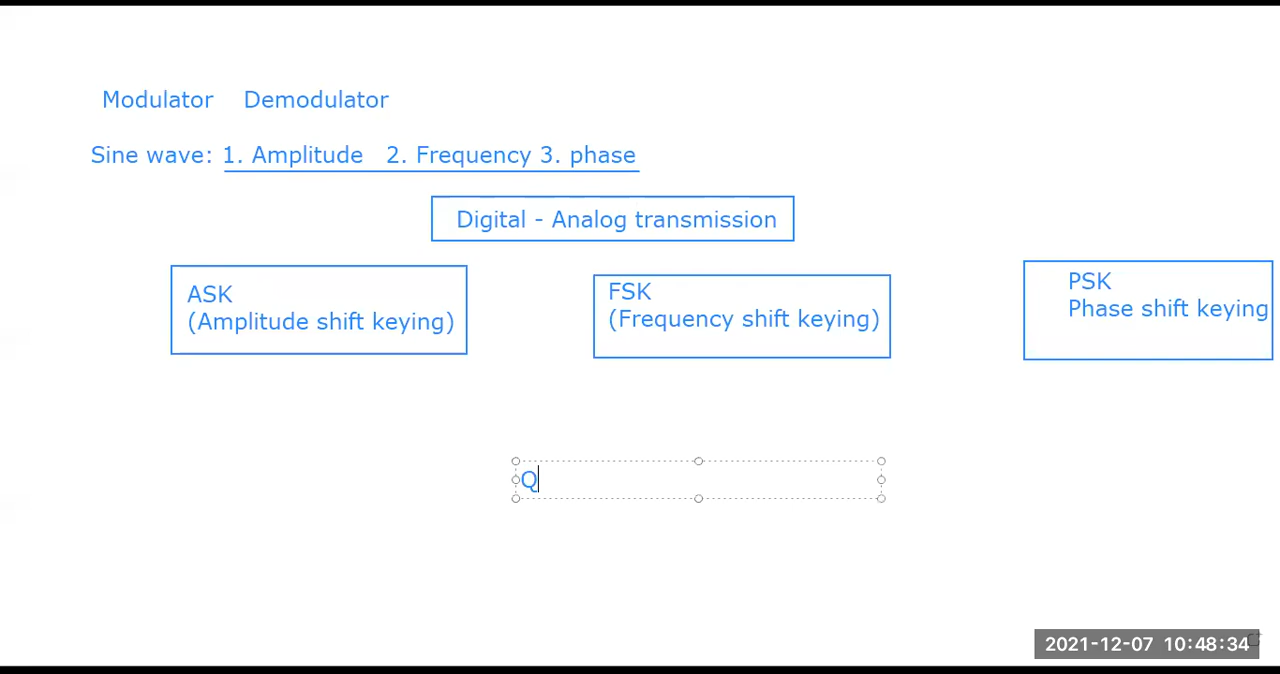 Modulator Demodulator
Sine wave: 1. Amplitude 2. Frequency 3. phase
Digital - Analog transmission
ASK
(Amplitude shift keying)
FSK
(Frequency shift keying)
PSK
Phase shift keying
Q
2021-12-07 10:48:34